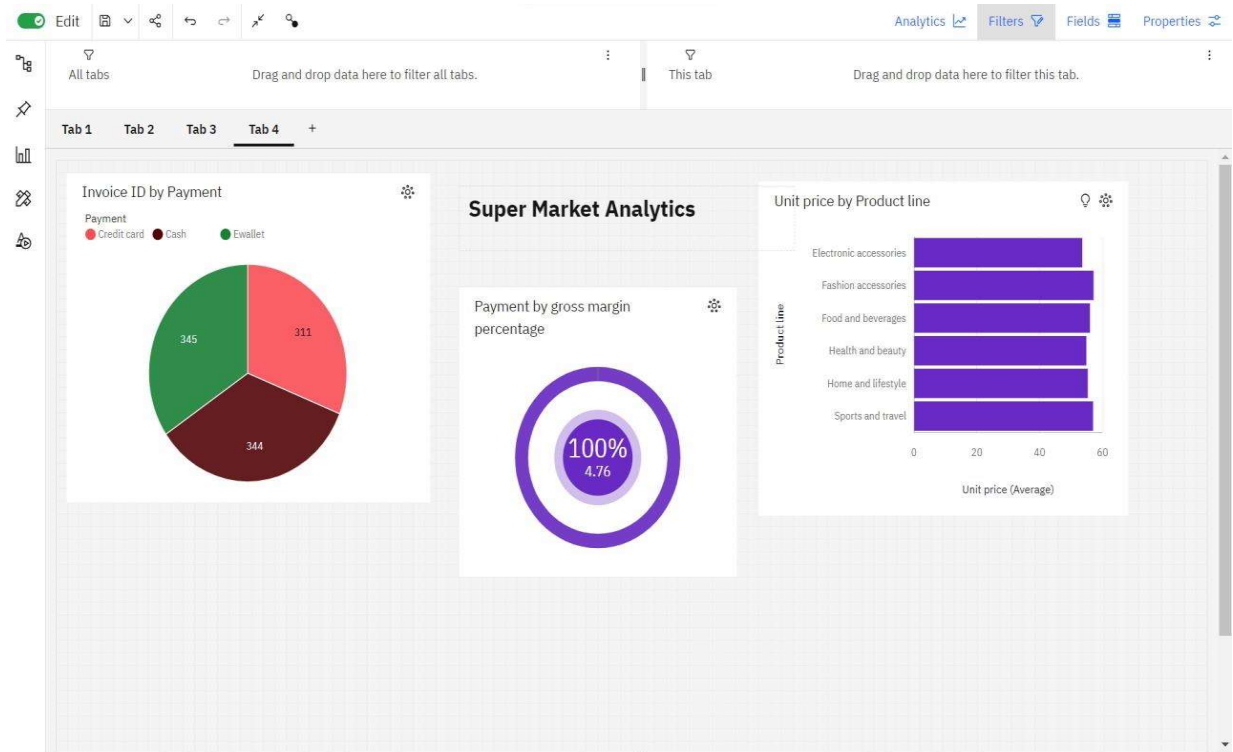 Edit
Analytics
Filters
Fields
Properties
All tabs
Drag and drop data here to filter all tabs.
This tab
Drag and drop data here to filter this tab.
Tab 1
Tab 2
Tab 3
Tab 4
+
Invoice ID by Payment
Payment
Credit card
Cash
Ewallet
345
311
344
Super Market Analytics
Payment by gross margin
percentage
100%
4.76
Unit price by Product line
Product line
Electronic accessories
Fashion accessories
Food and beverages
Health and beauty
Home and lifestyle
Sports and travel
0 20 40 60
Unit price (Average)